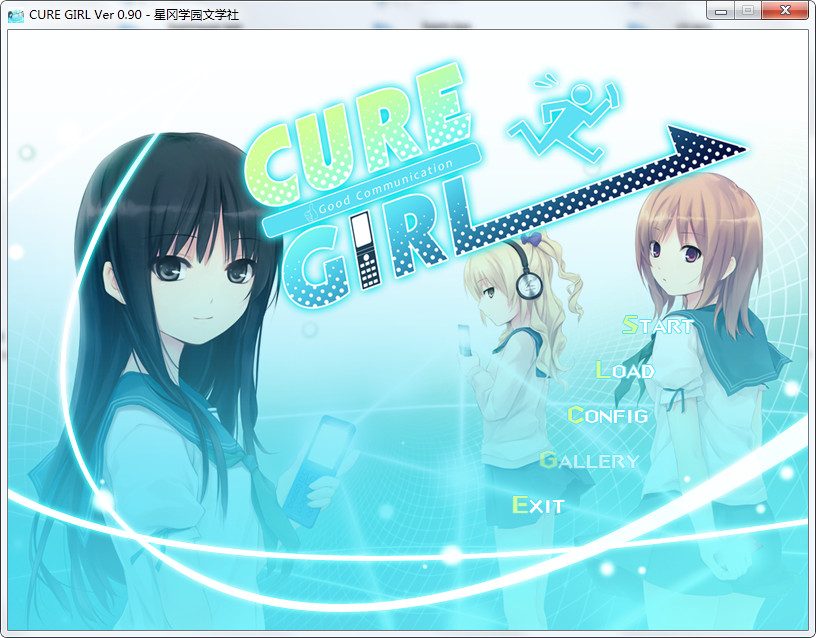 CURE GIRL Ver 0.90 - 星冈学园文学社
CURE
Good Communication
GIRL
START
LOAD
CONFIG
GALLERY
EXIT